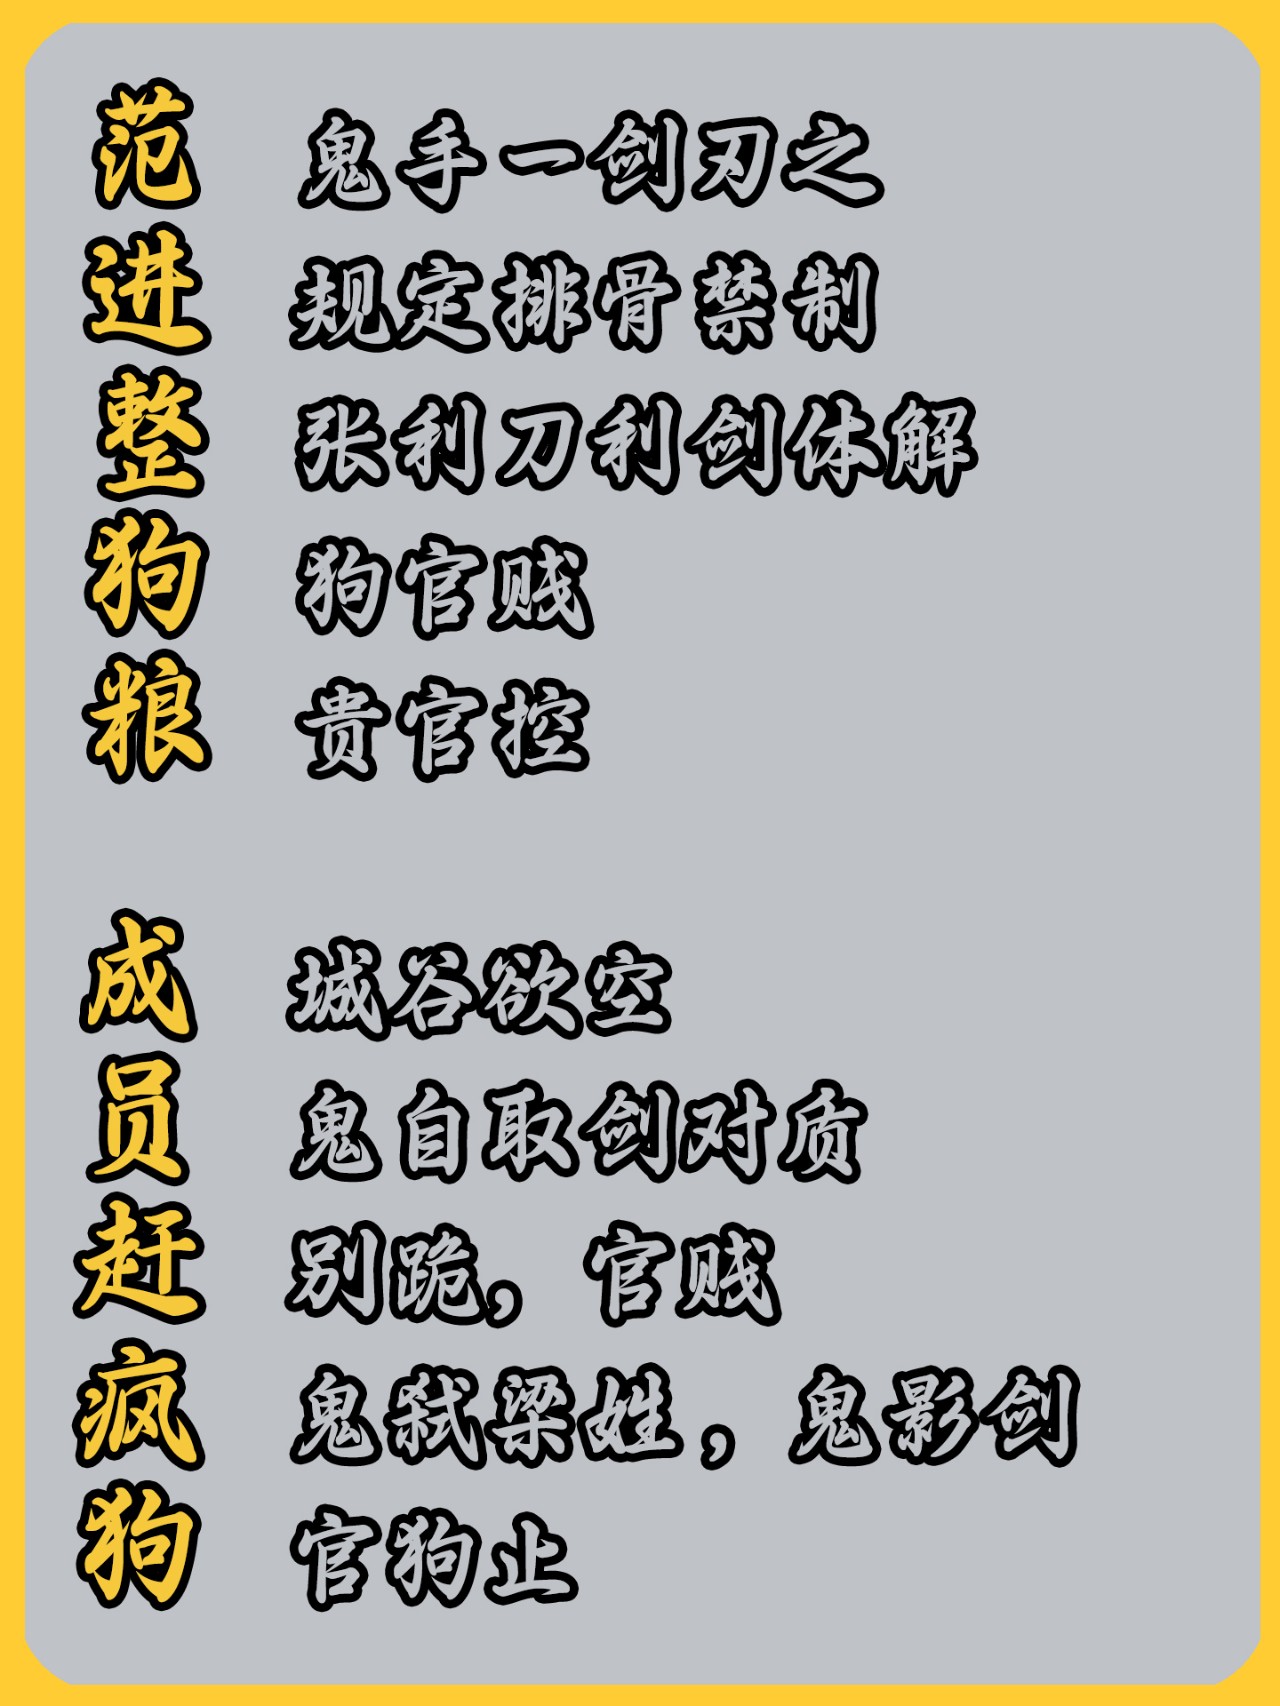 范 鬼手一剑刃之
进 规定排骨禁制
整 张利刀利剑体解
狗 狗官贱
粮 贵官控
成 城谷欲空
员 鬼自取剑对质
赶 别跪，官贱
疯 鬼弑梁姓，鬼影剑
狗 官狗止